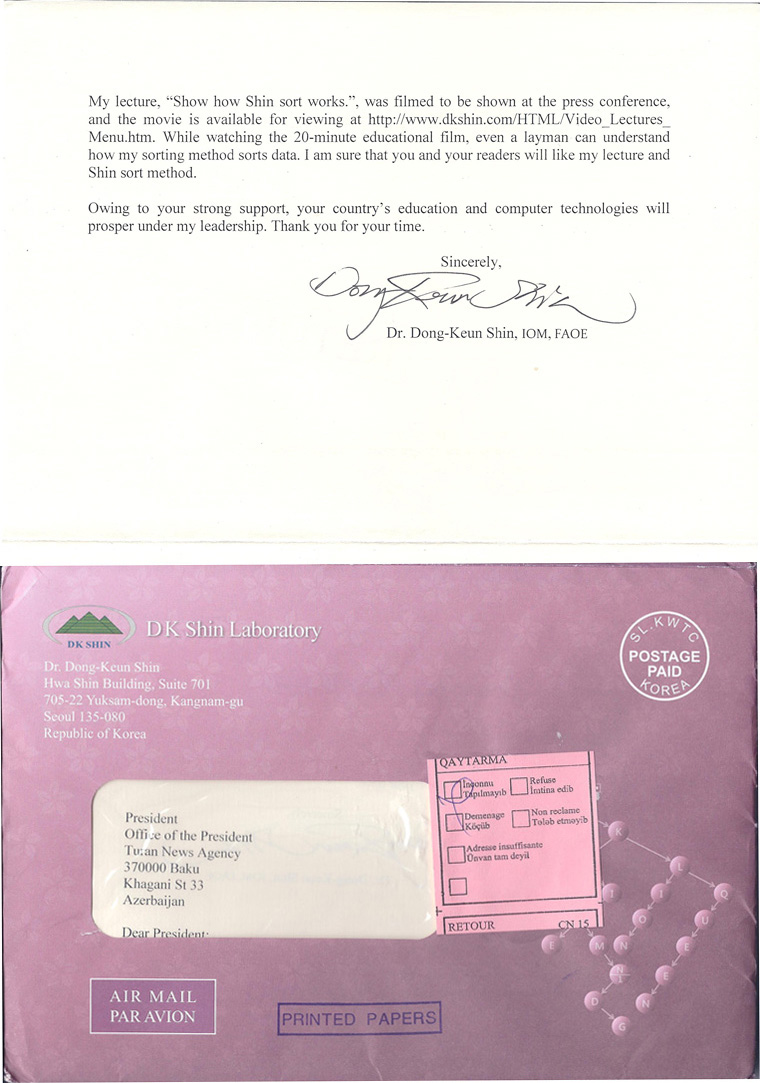 My lecture, “Show how Shin sort works.”, was filmed to be shown at the press conference,
and the movie is available for viewing at http://www.dkshin.com/HTML/Video_Lectures_
Menu.htm. While watching the 20-minute educational film, even a layman can understand
how my sorting method sorts data. I am sure that you and your readers will like my lecture and
Shin sort method.
Owing to your strong support, your country’s education and computer technologies will
prosper under my leadership. Thank you for your time.
Sincerely,
Dong-Keun Shin
Dr. Dong-Keun Shin, IOM, FAOE
DK SHIN
DK Shin Laboratory
Dr. Dong-Keun Shin
Hwa Shin Building, Suite 701
705-22 Yuksam-dong, Kangnam-gu
Seoul 135-080
Republic of Korea
SL.KWTC
POSTAGE
PAID
KOREA
President
Office of the President
Turan News Agency
370000 Baku
Khagani St 33
Azerbaijan
Dear President:
QAYTARMA
Inconnu
Tapılmayıb
Refuse
İmtina edib
Demenage
Köçüb
Non reclame
Tələb etməyib
Adresse insuffisante
Ünvan tam deyil
RETOUR CN 15
K
L
I
I
Q
O
U
E
M
N
E
D
N
G
AIR MAIL
PAR AVION
PRINTED PAPERS